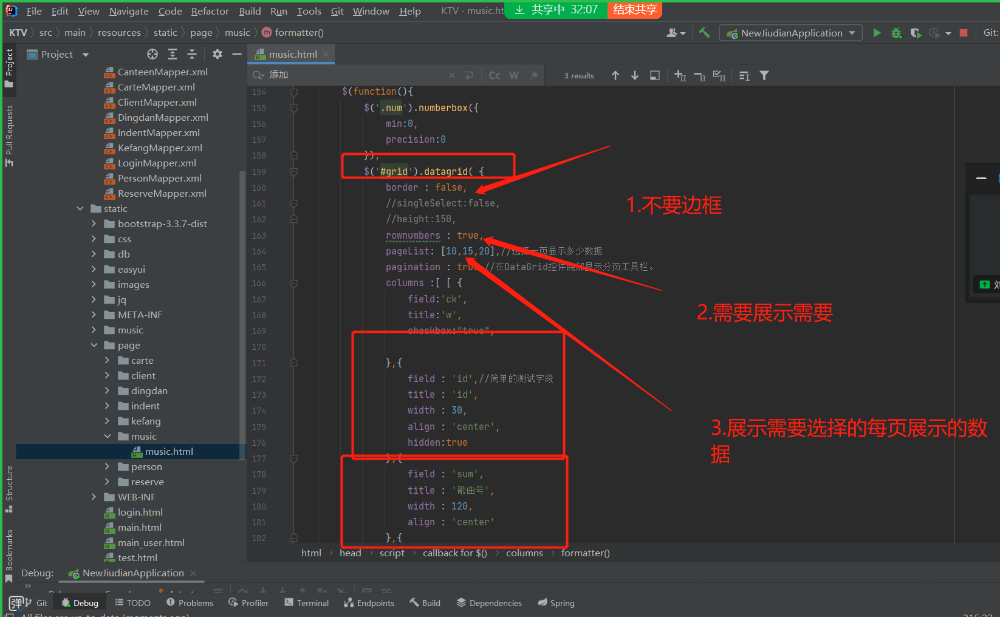 File Edit View Navigate Code Refactor Build Run Tools Git Window Help KTV - music.ht 共享中 32:07 结束共享
KTV src main resources static page music m formatter() NewJiudianApplication Git:
Project music.html
添加 Cc W .* 3 results
Project
Pull Requests
Structure
Bookmarks
CanteenMapper.xml
CarteMapper.xml
ClientMapper.xml
DingdanMapper.xml
IndentMapper.xml
KefangMapper.xml
LoginMapper.xml
PersonMapper.xml
ReserveMapper.xml
static
bootstrap-3.3.7-dist
css
db
easyui
images
jq
META-INF
music
page
carte
client
dingdan
indent
kefang
music
music.html
person
reserve
WEB-INF
login.html
main.html
main_user.html
test.html
154 $(function(){
155 $('.num').numberbox({
156 min:0,
157 precision:0
158 });
159 $('#grid').datagrid( {
160 border : false,
161 //singleSelect:false,
162 //height:150,
163 rownumbers : true,
164 pageList: [10,15,20],//选择一页显示多少数据
165 pagination : true,//在DataGrid控件底部显示分页工具栏。
166 columns :[ [ {
167 field:'ck',
168 title:'w',
169 checkbox:"true",
170
171 },{
172 field : 'id',//简单的测试字段
173 title : 'id',
174 width : 30,
175 align : 'center',
176 hidden:true
177 },{
178 field : 'sum',
179 title : '歌曲号',
180 width : 120,
181 align : 'center'
182 },{
1.不要边框
2.需要展示需要
3.展示需要选择的每页展示的数
据
html head script callback for $() columns formatter()
Debug: NewJiudianApplication
弹 Git Debug TODO Problems Profiler Terminal Endpoints Build Dependencies Spring